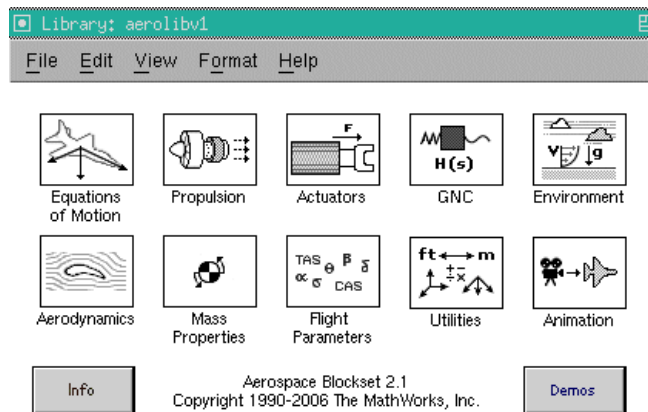 Library: aerolibv1
File Edit View Format Help
F
H(s)
V g
Equations of Motion
Propulsion
Actuators
GNC
Environment
TAS θ β δ
α σ CAS
ft m
+ − ÷ ×
Aerodynamics
Mass Properties
Flight Parameters
Utilities
Animation
Info
Aerospace Blockset 2.1
Copyright 1990-2006 The MathWorks, Inc.
Demos